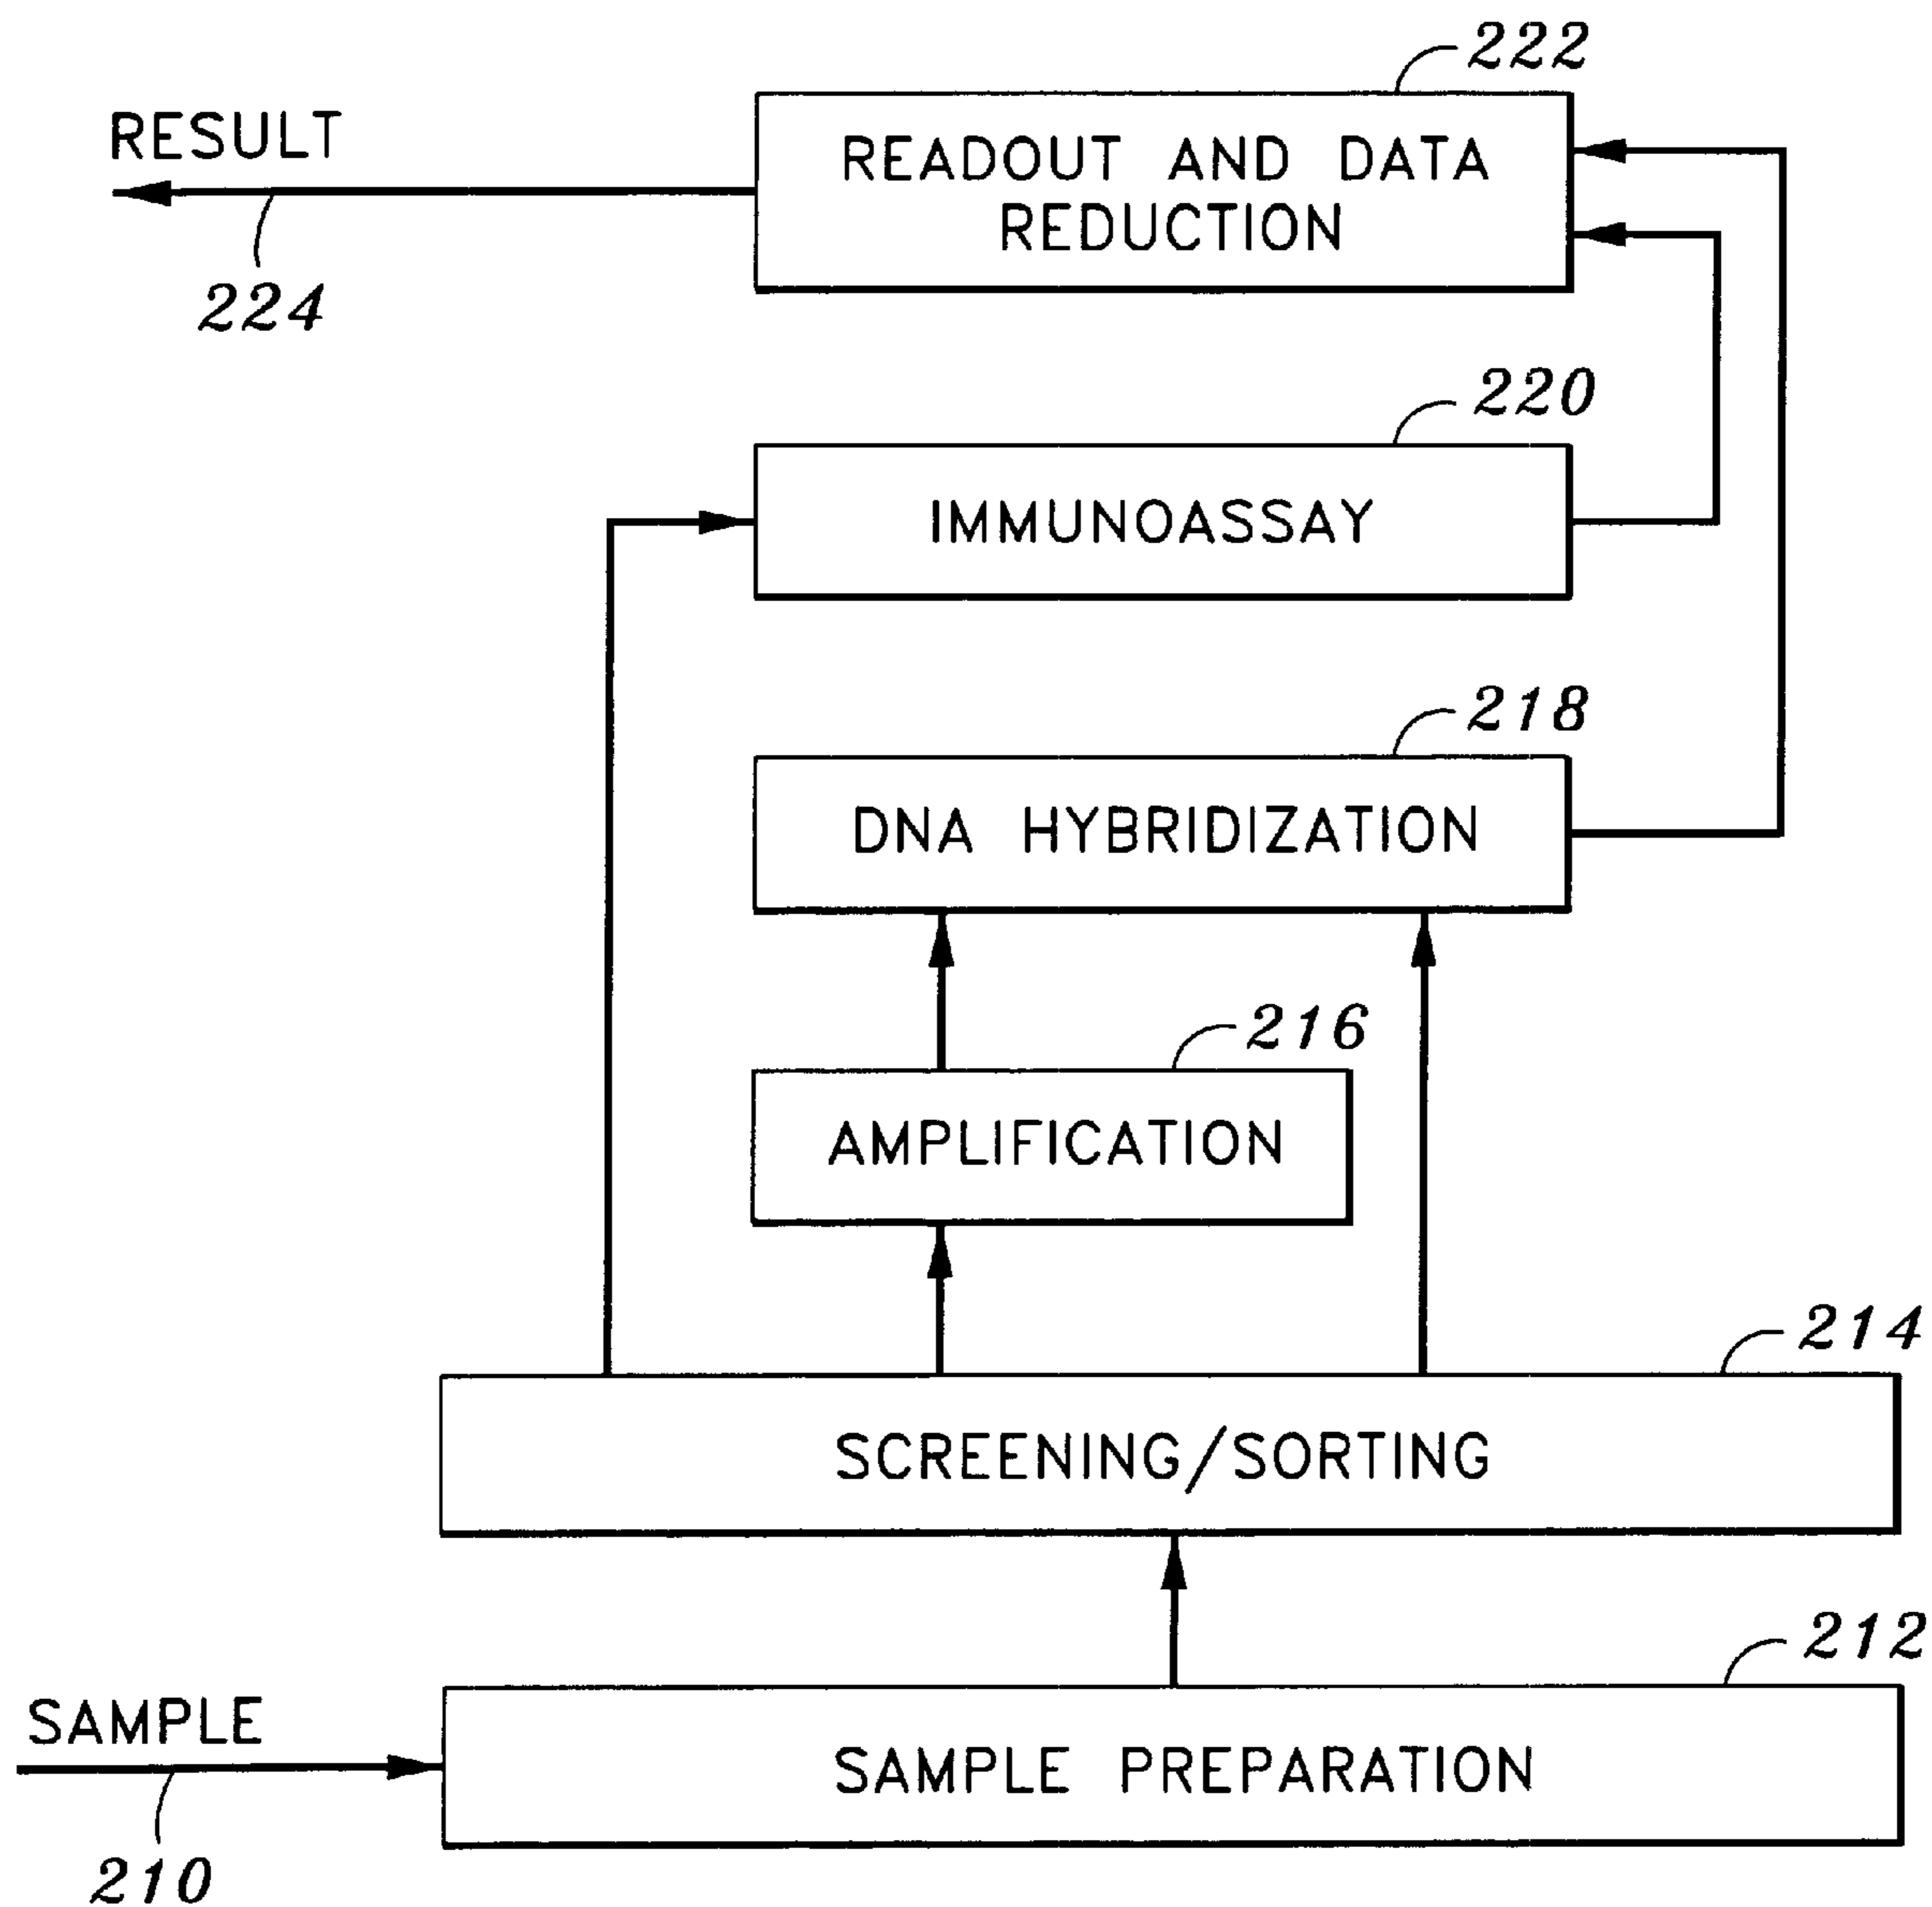 222
RESULT
READOUT AND DATA
REDUCTION
224
220
IMMUNOASSAY
218
DNA HYBRIDIZATION
216
AMPLIFICATION
214
SCREENING/SORTING
212
SAMPLE
SAMPLE PREPARATION
210